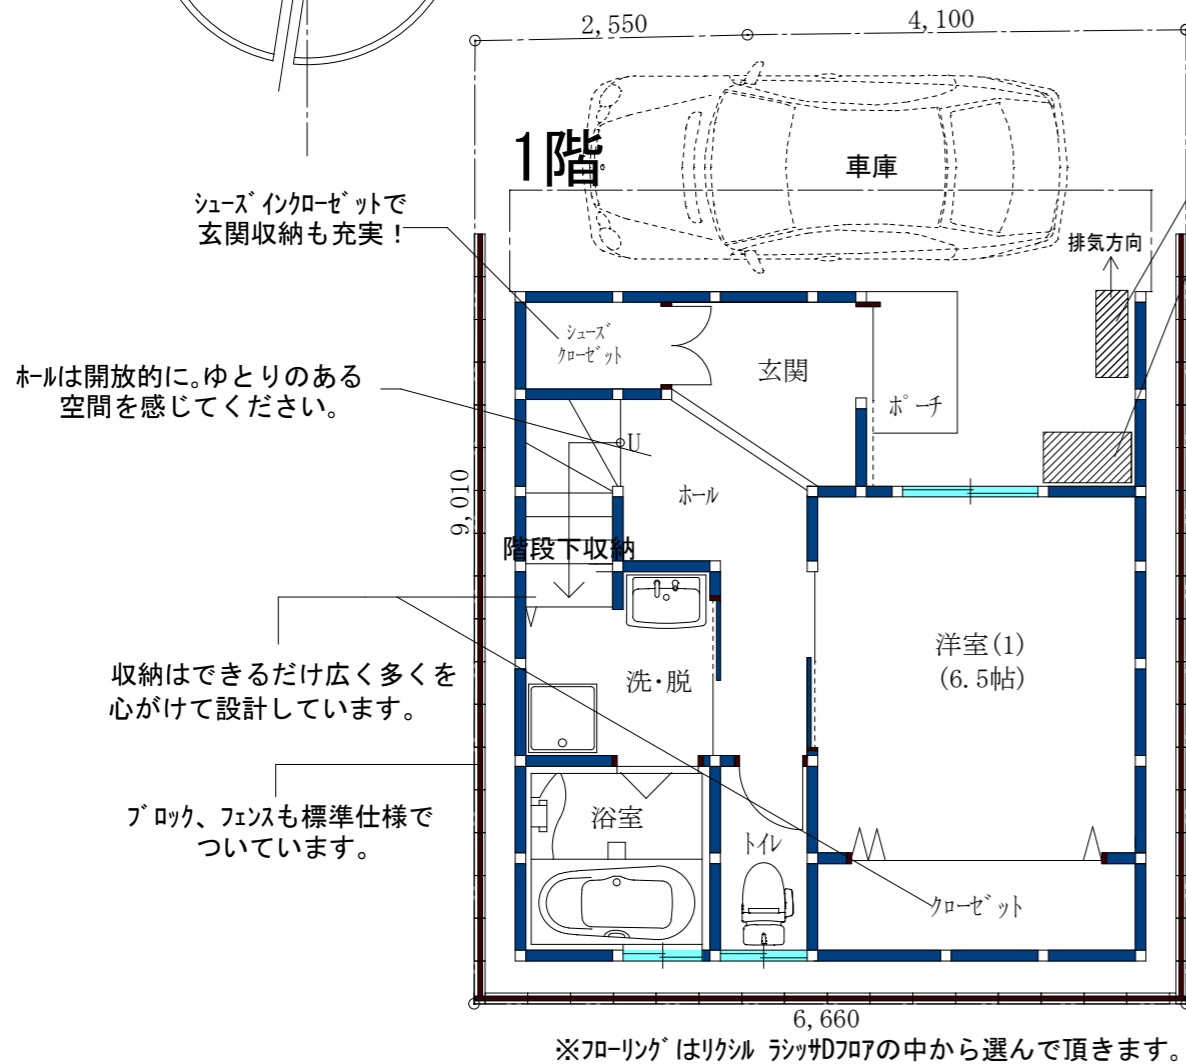 2,550
4,100
1階
車庫
ｼｭｰｽﾞｲﾝｸﾛｰｾﾞｯﾄで
玄関収納も充実！
排気方向
ｼｭｰｽﾞ
ｸﾛｰｾﾞｯﾄ
玄関
ﾎｰﾙは開放的に。ゆとりのある
空間を感じてください。
ﾎﾟｰﾁ
U
ﾎｰﾙ
9,010
階段下収納
洋室(1)
(6.5帖)
収納はできるだけ広く多くを
心がけて設計しています。
洗・脱
ﾌﾞﾛｯｸ、ﾌｪﾝｽも標準仕様で
ついています。
浴室
ﾄｲﾚ
ｸﾛｰｾﾞｯﾄ
6,660
※ﾌﾛｰﾘﾝｸﾞはﾘｸｼﾙ ﾗｼｯｻDﾌﾛｱの中から選んで頂きます。